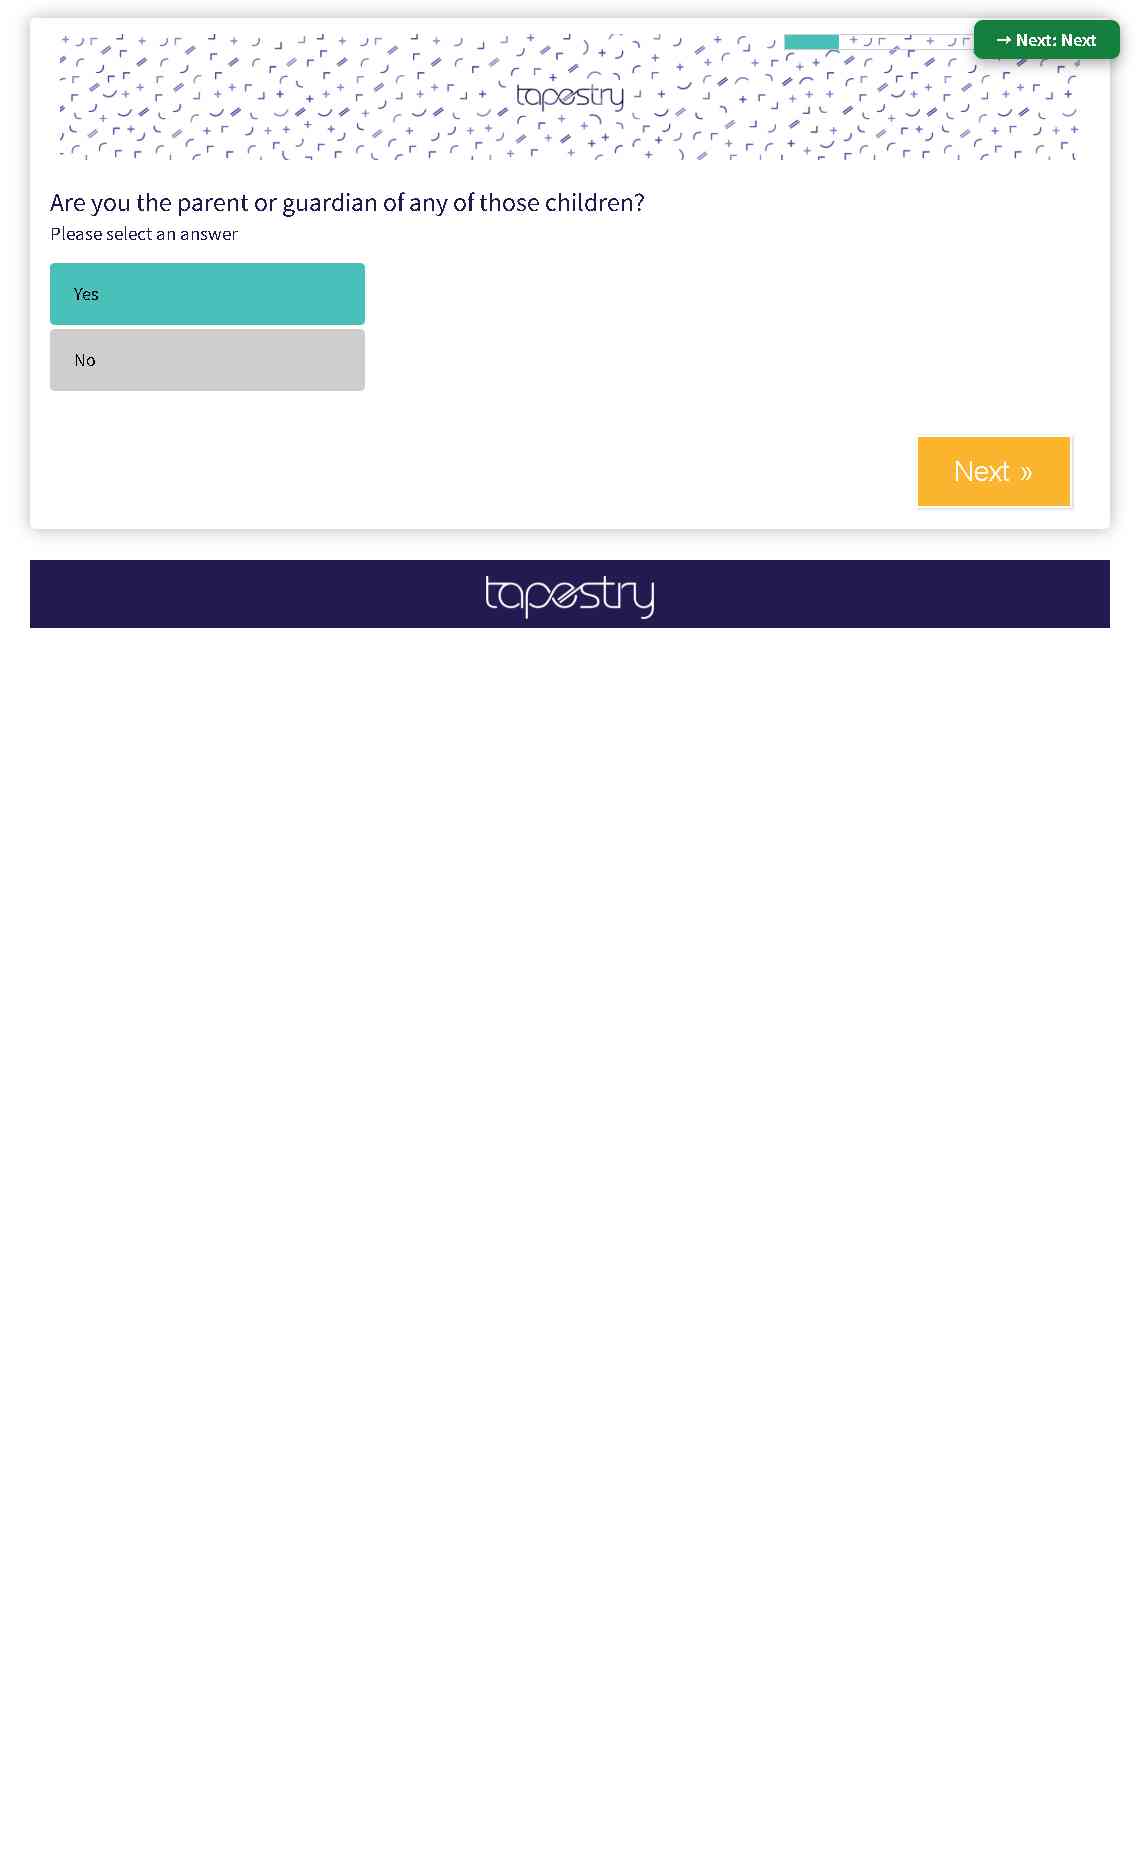 → Next: Next
tapestry
Are you the parent or guardian of any of those children?
Please select an answer
Yes
No
Next »
tapestry